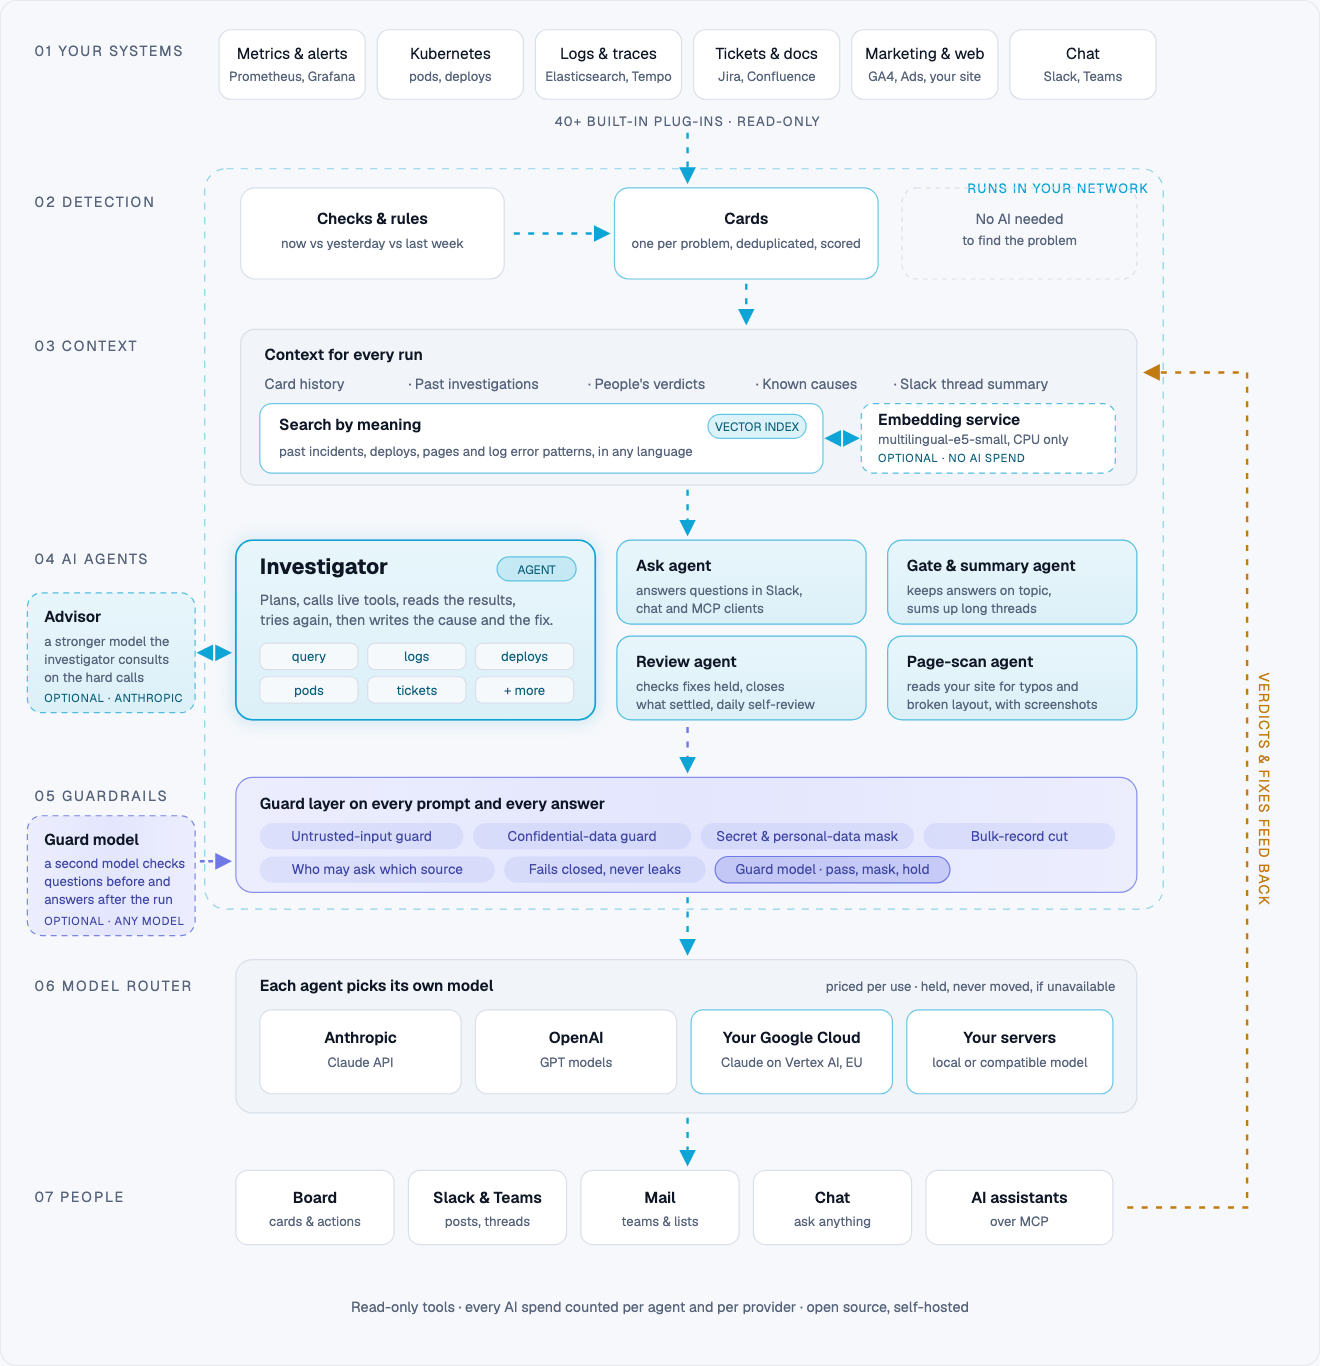 01 YOUR SYSTEMS
Metrics & alerts
Prometheus, Grafana
Kubernetes
pods, deploys
Logs & traces
Elasticsearch, Tempo
Tickets & docs
Jira, Confluence
Marketing & web
GA4, Ads, your site
Chat
Slack, Teams
40+ BUILT-IN PLUG-INS · READ-ONLY
02 DETECTION
Checks & rules
now vs yesterday vs last week
Cards
one per problem, deduplicated, scored
RUNS IN YOUR NETWORK
No AI needed
to find the problem
03 CONTEXT
Context for every run
Card history · Past investigations · People's verdicts · Known causes · Slack thread summary
Search by meaning
VECTOR INDEX
past incidents, deploys, pages and log error patterns, in any language
Embedding service
multilingual-e5-small, CPU only
OPTIONAL · NO AI SPEND
04 AI AGENTS
Advisor
a stronger model the
investigator consults
on the hard calls
OPTIONAL · ANTHROPIC
Investigator
AGENT
Plans, calls live tools, reads the results,
tries again, then writes the cause and the fix.
query
logs
deploys
pods
tickets
+ more
Ask agent
answers questions in Slack,
chat and MCP clients
Gate & summary agent
keeps answers on topic,
sums up long threads
Review agent
checks fixes held, closes
what settled, daily self-review
Page-scan agent
reads your site for typos and
broken layout, with screenshots
05 GUARDRAILS
Guard model
a second model checks
questions before and
answers after the run
OPTIONAL · ANY MODEL
Guard layer on every prompt and every answer
Untrusted-input guard
Confidential-data guard
Secret & personal-data mask
Bulk-record cut
Who may ask which source
Fails closed, never leaks
Guard model · pass, mask, hold
06 MODEL ROUTER
Each agent picks its own model
priced per use · held, never moved, if unavailable
Anthropic
Claude API
OpenAI
GPT models
Your Google Cloud
Claude on Vertex AI, EU
Your servers
local or compatible model
07 PEOPLE
Board
cards & actions
Slack & Teams
posts, threads
Mail
teams & lists
Chat
ask anything
AI assistants
over MCP
VERDICTS & FIXES FEED BACK
Read-only tools · every AI spend counted per agent and per provider · open source, self-hosted